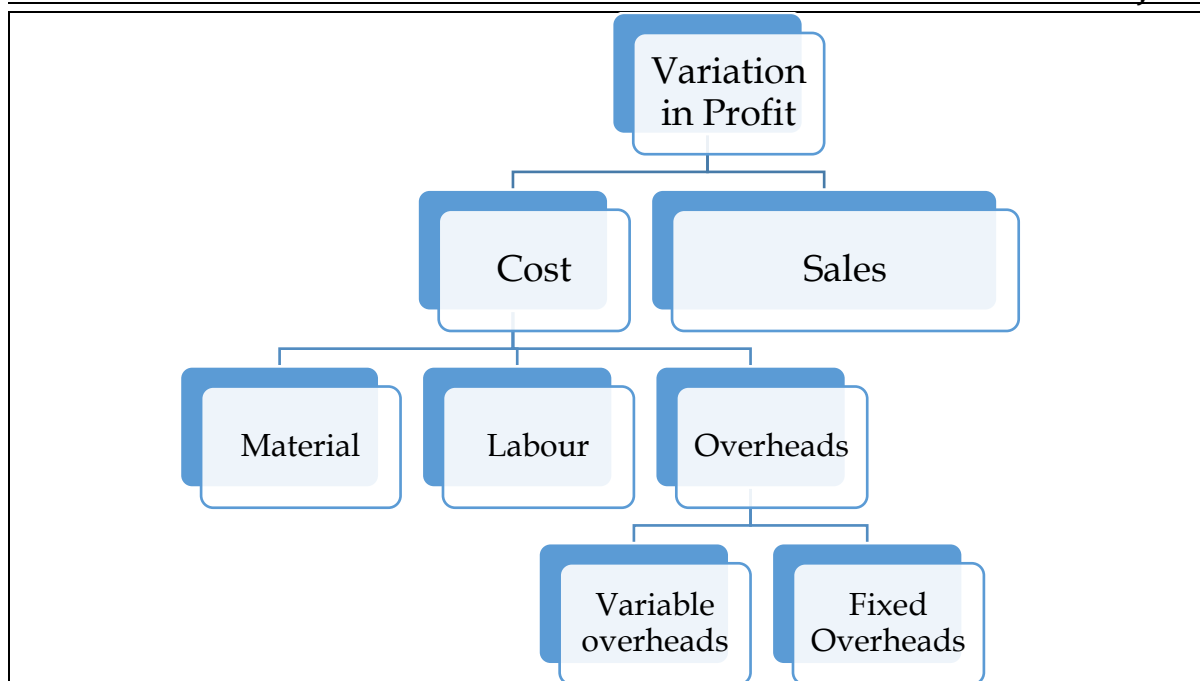 Variation
in Profit
Cost
Sales
Material
Labour
Overheads
Variable
overheads
Fixed
Overheads